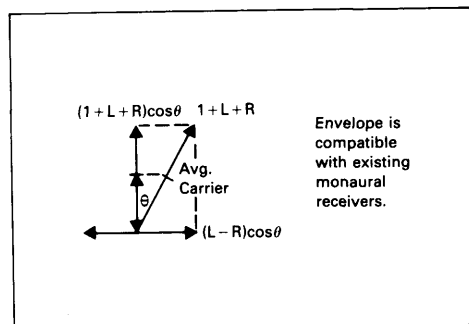 (1+L+R)cosθ 1+L+R
Envelope is
compatible
with existing
monaural
receivers.
Avg.
Carrier
θ
(L−R)cosθ